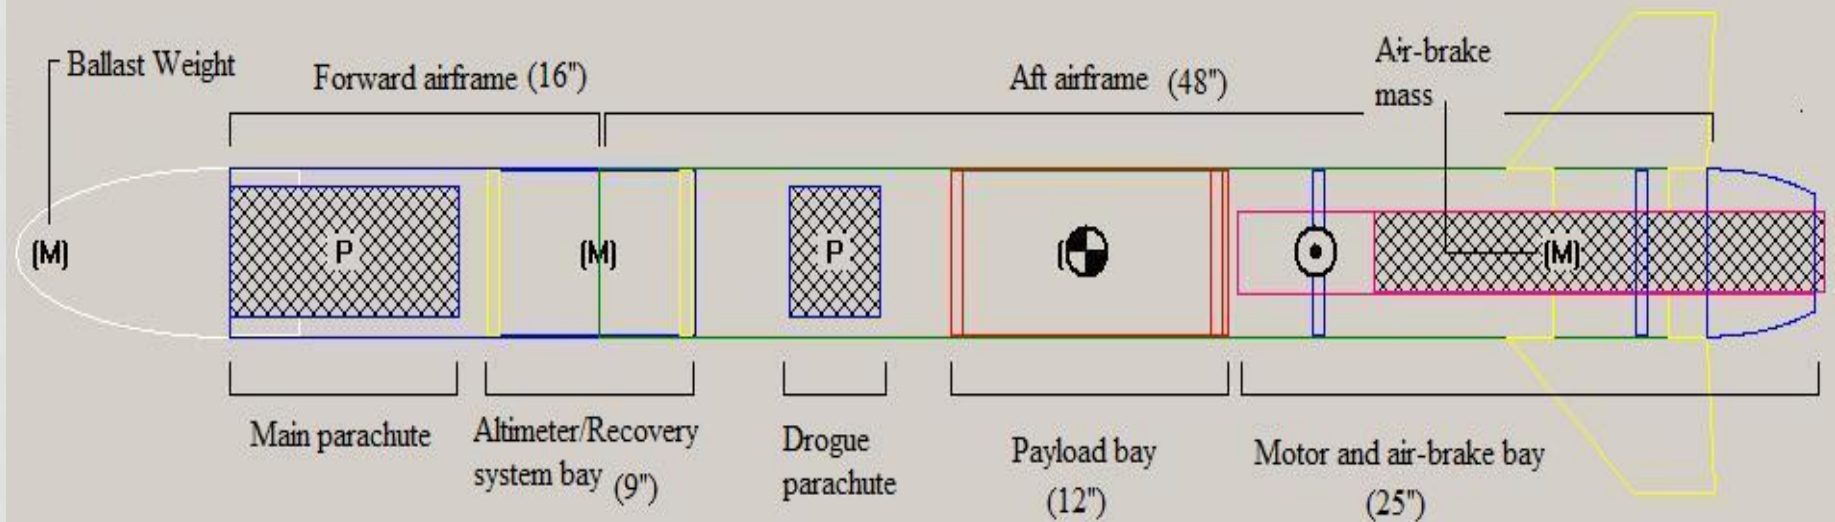 Ballast Weight
Forward airframe (16")
Aft airframe (48")
Air-brake
mass
(M)
P
(M)
P
(
(M)
Main parachute
Altimeter/Recovery
system bay (9")
Drogue
parachute
Payload bay
(12")
Motor and air-brake bay
(25")